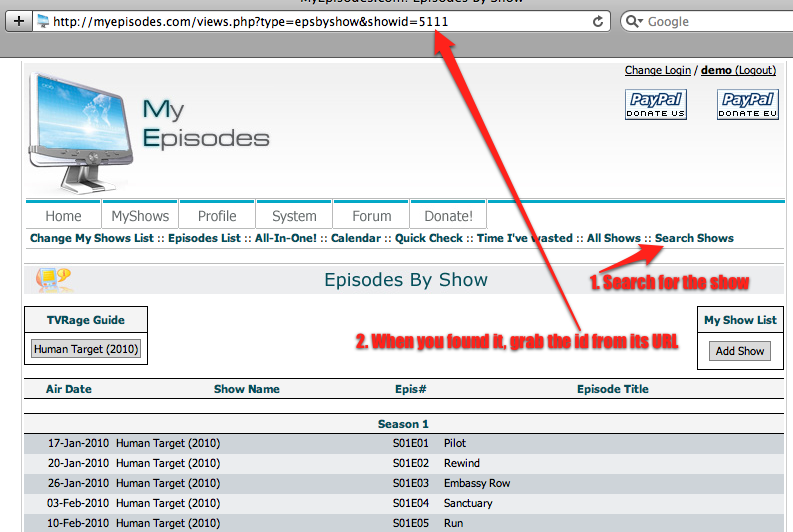 MyEpisodes.com: Episodes By Show
http://myepisodes.com/views.php?type=epsbyshow&showid=5111
Google
Change Login / demo (Logout)
PayPal
DONATE US
PayPal
DONATE EU
My
Episodes
Home MyShows Profile System Forum Donate!
Change My Shows List :: Episodes List :: All-In-One! :: Calendar :: Quick Check :: Time I've wasted :: All Shows :: Search Shows
Episodes By Show
1. Search for the show
TVRage Guide
Human Target (2010)
2. When you found it, grab the id from its URL
My Show List
Add Show
Air Date Show Name Epis# Episode Title
Season 1
17-Jan-2010 Human Target (2010) S01E01 Pilot
20-Jan-2010 Human Target (2010) S01E02 Rewind
26-Jan-2010 Human Target (2010) S01E03 Embassy Row
03-Feb-2010 Human Target (2010) S01E04 Sanctuary
10-Feb-2010 Human Target (2010) S01E05 Run